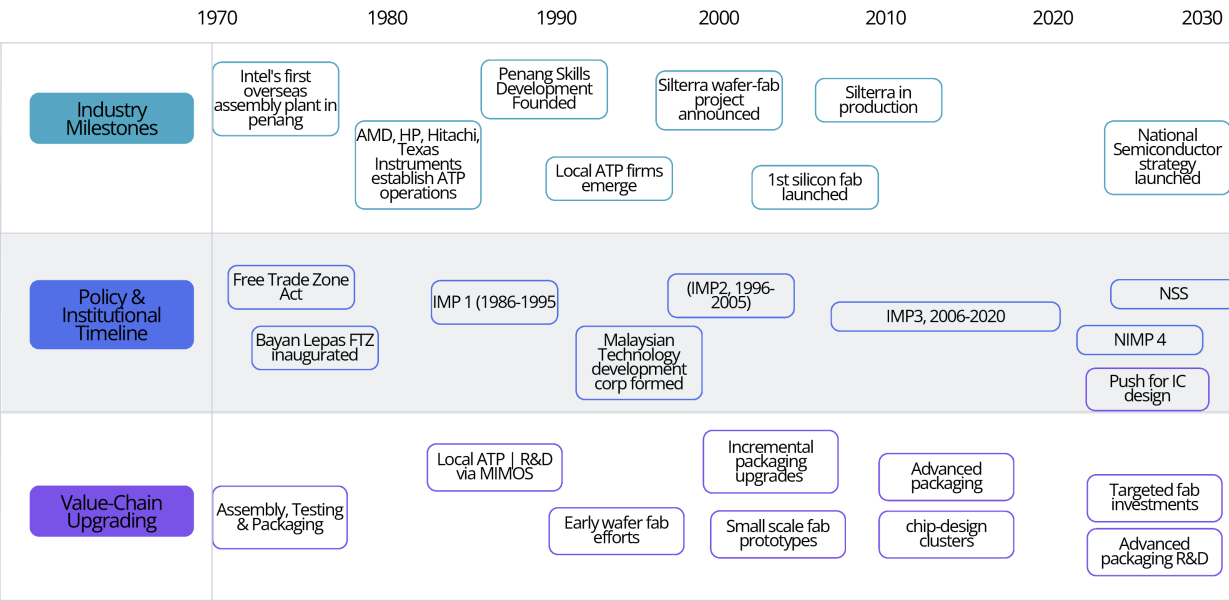 1970 1980 1990 2000 2010 2020 2030
Industry
Milestones
Intel's first
overseas
assembly plant in
penang
AMD, HP, Hitachi,
Texas
Instruments
establish ATP
operations
Penang Skills
Development
Founded
Local ATP firms
emerge
Silterra wafer-fab
project
announced
1st silicon fab
launched
Silterra in
production
National
Semiconductor
strategy
launched
Policy &
Institutional
Timeline
Free Trade Zone
Act
Bayan Lepas FTZ
inaugurated
IMP 1 (1986-1995
Malaysian
Technology
development
corp formed
(IMP2, 1996-
2005)
IMP3, 2006-2020
NSS
NIMP 4
Push for IC
design
Value-Chain
Upgrading
Assembly, Testing
& Packaging
Local ATP | R&D
via MIMOS
Early wafer fab
efforts
Incremental
packaging
upgrades
Small scale fab
prototypes
Advanced
packaging
chip-design
clusters
Targeted fab
investments
Advanced
packaging R&D